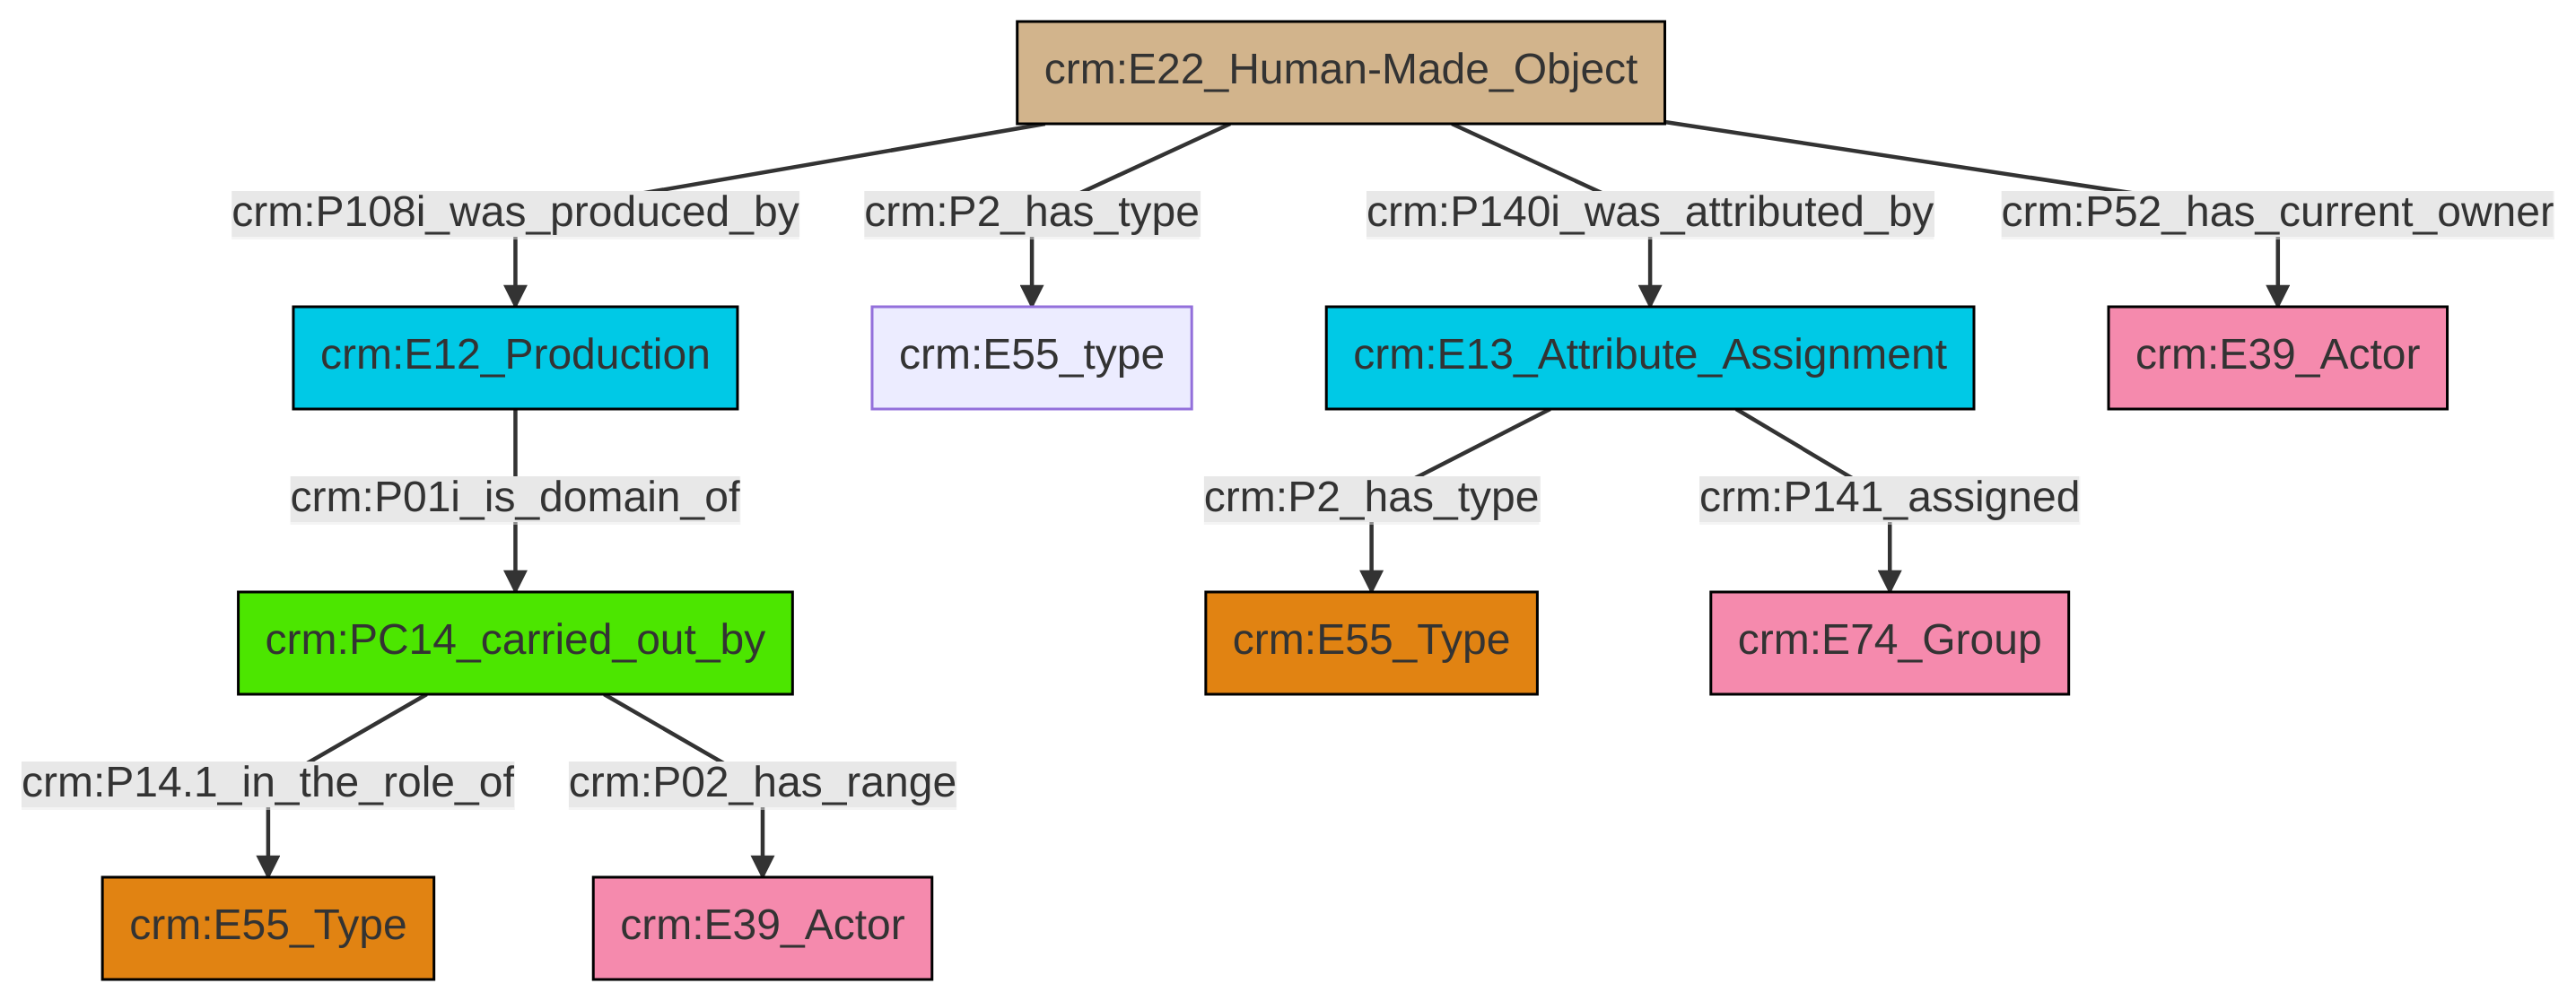 crm:E22_Human-Made_Object
crm:P108i_was_produced_by
crm:P2_has_type
crm:P140i_was_attributed_by
crm:P52_has_current_owner
crm:E12_Production
crm:E55_type
crm:E13_Attribute_Assignment
crm:E39_Actor
crm:P01i_is_domain_of
crm:P2_has_type
crm:P141_assigned
crm:PC14_carried_out_by
crm:E55_Type
crm:E74_Group
crm:P14.1_in_the_role_of
crm:P02_has_range
crm:E55_Type
crm:E39_Actor